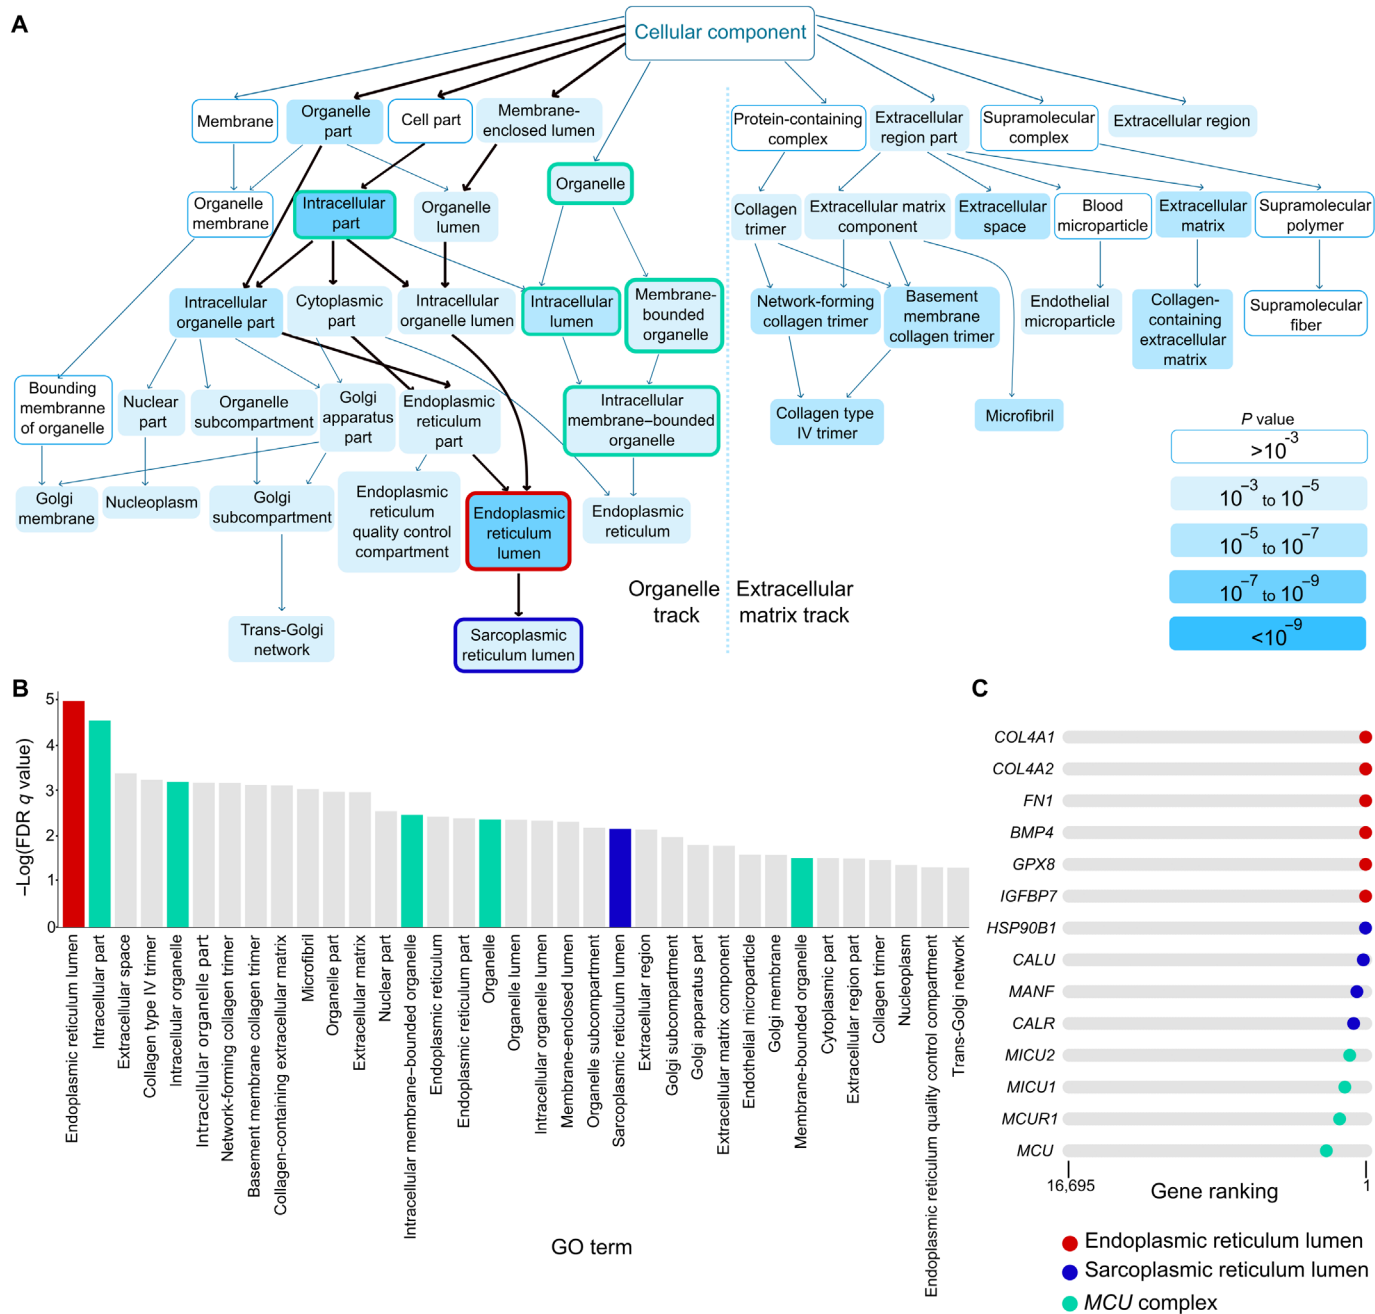 A
Cellular component
Membrane
Organelle
part
Cell part
Membrane-
enclosed lumen
Protein-containing
complex
Extracellular
region part
Supramolecular
complex
Extracellular region
Organelle
Organelle
membrane
Intracellular
part
Organelle
lumen
Collagen
trimer
Extracellular matrix
component
Extracellular
space
Blood
microparticle
Extracellular
matrix
Supramolecular
polymer
Intracellular
organelle part
Cytoplasmic
part
Intracellular
organelle lumen
Intracellular
lumen
Membrane-
bounded
organelle
Network-forming
collagen trimer
Basement
membrane
collagen trimer
Endothelial
microparticle
Collagen-
containing
extracellular
matrix
Supramolecular
fiber
Bounding
membranne
of organelle
Nuclear
part
Organelle
subcompartment
Golgi
apparatus
part
Endoplasmic
reticulum
part
Intracellular
membrane–bounded
organelle
Collagen type
IV trimer
Microfibril
Golgi
membrane
Nucleoplasm
Golgi
subcompartment
Endoplasmic
reticulum
quality control
compartment
Endoplasmic
reticulum
lumen
Endoplasmic
reticulum
Trans-Golgi
network
Sarcoplasmic
reticulum lumen
Organelle
track
Extracellular
matrix track
P value
>10⁻³
10⁻³ to 10⁻⁵
10⁻⁵ to 10⁻⁷
10⁻⁷ to 10⁻⁹
<10⁻⁹
B
–Log(FDR q value)
5
4
3
2
1
0
Endoplasmic reticulum lumen
Intracellular part
Extracellular space
Collagen type IV trimer
Intracellular organelle
Intracellular organelle part
Network-forming collagen trimer
Basement membrane collagen trimer
Collagen-containing extracellular matrix
Microfibril
Organelle part
Extracellular matrix
Nuclear part
Intracellular membrane–bounded organelle
Endoplasmic reticulum
Endoplasmic reticulum part
Organelle
Organelle lumen
Intracellular organelle lumen
Membrane-enclosed lumen
Organelle subcompartment
Sarcoplasmic reticulum lumen
Extracellular region
Golgi subcompartment
Golgi apparatus part
Extracellular matrix component
Endothelial microparticle
Golgi membrane
Membrane-bounded organelle
Cytoplasmic part
Extracellular region part
Collagen trimer
Nucleoplasm
Endoplasmic reticulum quality control compartment
Trans-Golgi network
GO term
C
COL4A1
COL4A2
FN1
BMP4
GPX8
IGFBP7
HSP90B1
CALU
MANF
CALR
MICU2
MICU1
MCUR1
MCU
16,695
1
Gene ranking
Endoplasmic reticulum lumen
Sarcoplasmic reticulum lumen
MCU complex